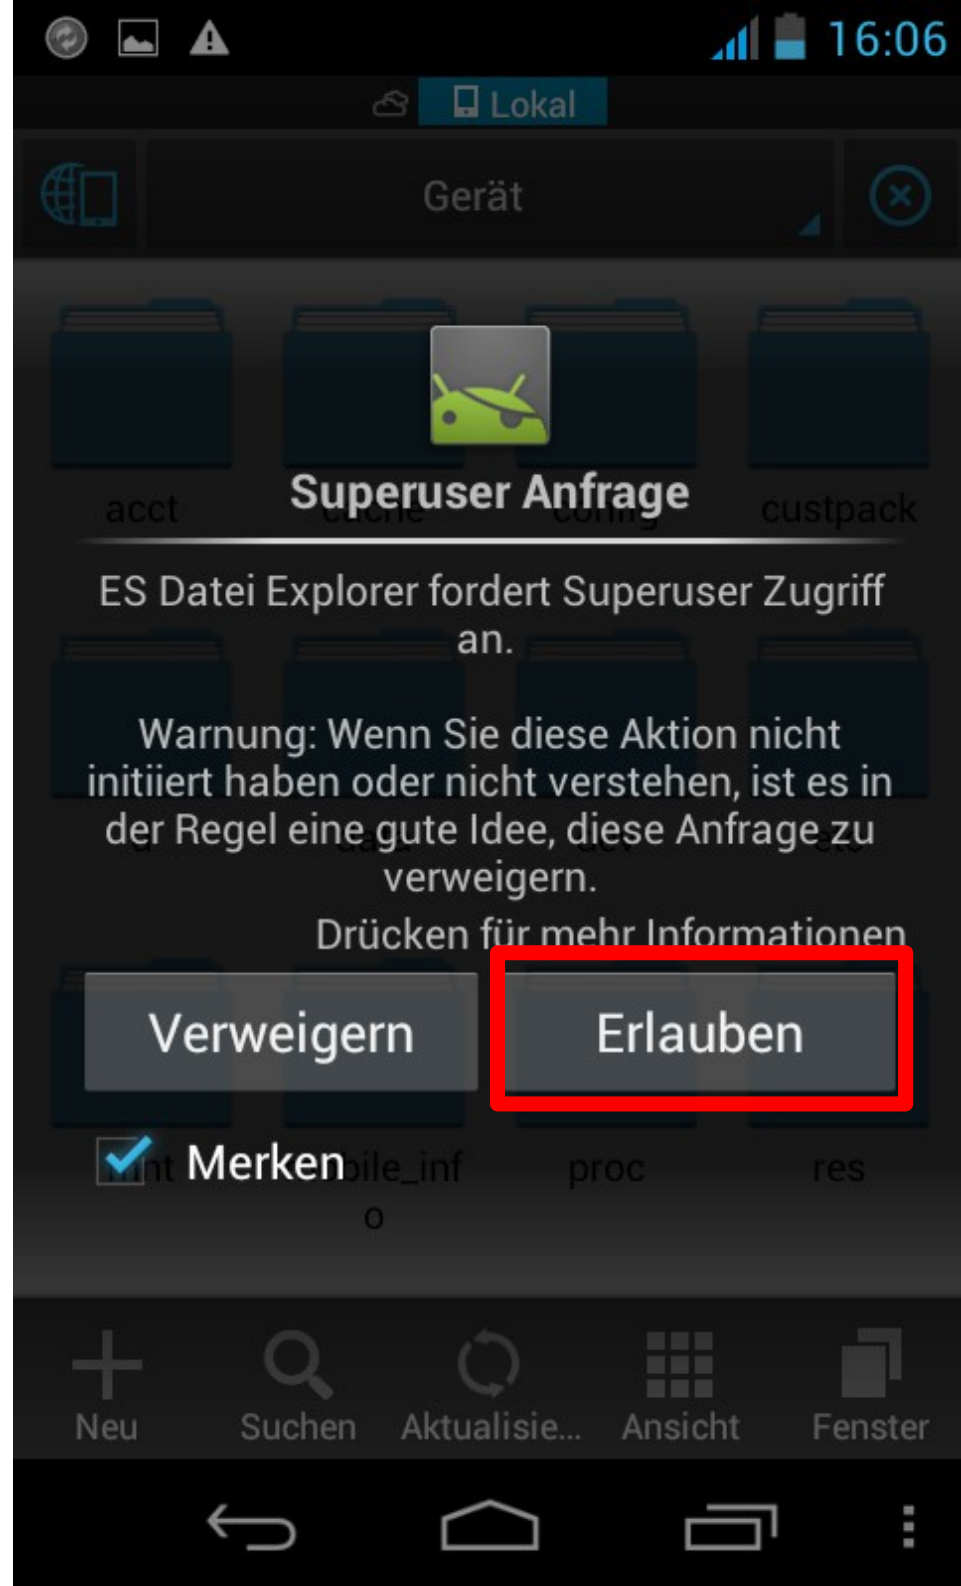 16:06
Lokal
Gerät
acct
cache
config
custpack
Superuser Anfrage
ES Datei Explorer fordert Superuser Zugriff
an.
Warnung: Wenn Sie diese Aktion nicht
initiiert haben oder nicht verstehen, ist es in
der Regel eine gute Idee, diese Anfrage zu
verweigern.
Drücken für mehr Informationen
Verweigern
Erlauben
Merken
proc
res
Neu
Suchen
Aktualisie...
Ansicht
Fenster